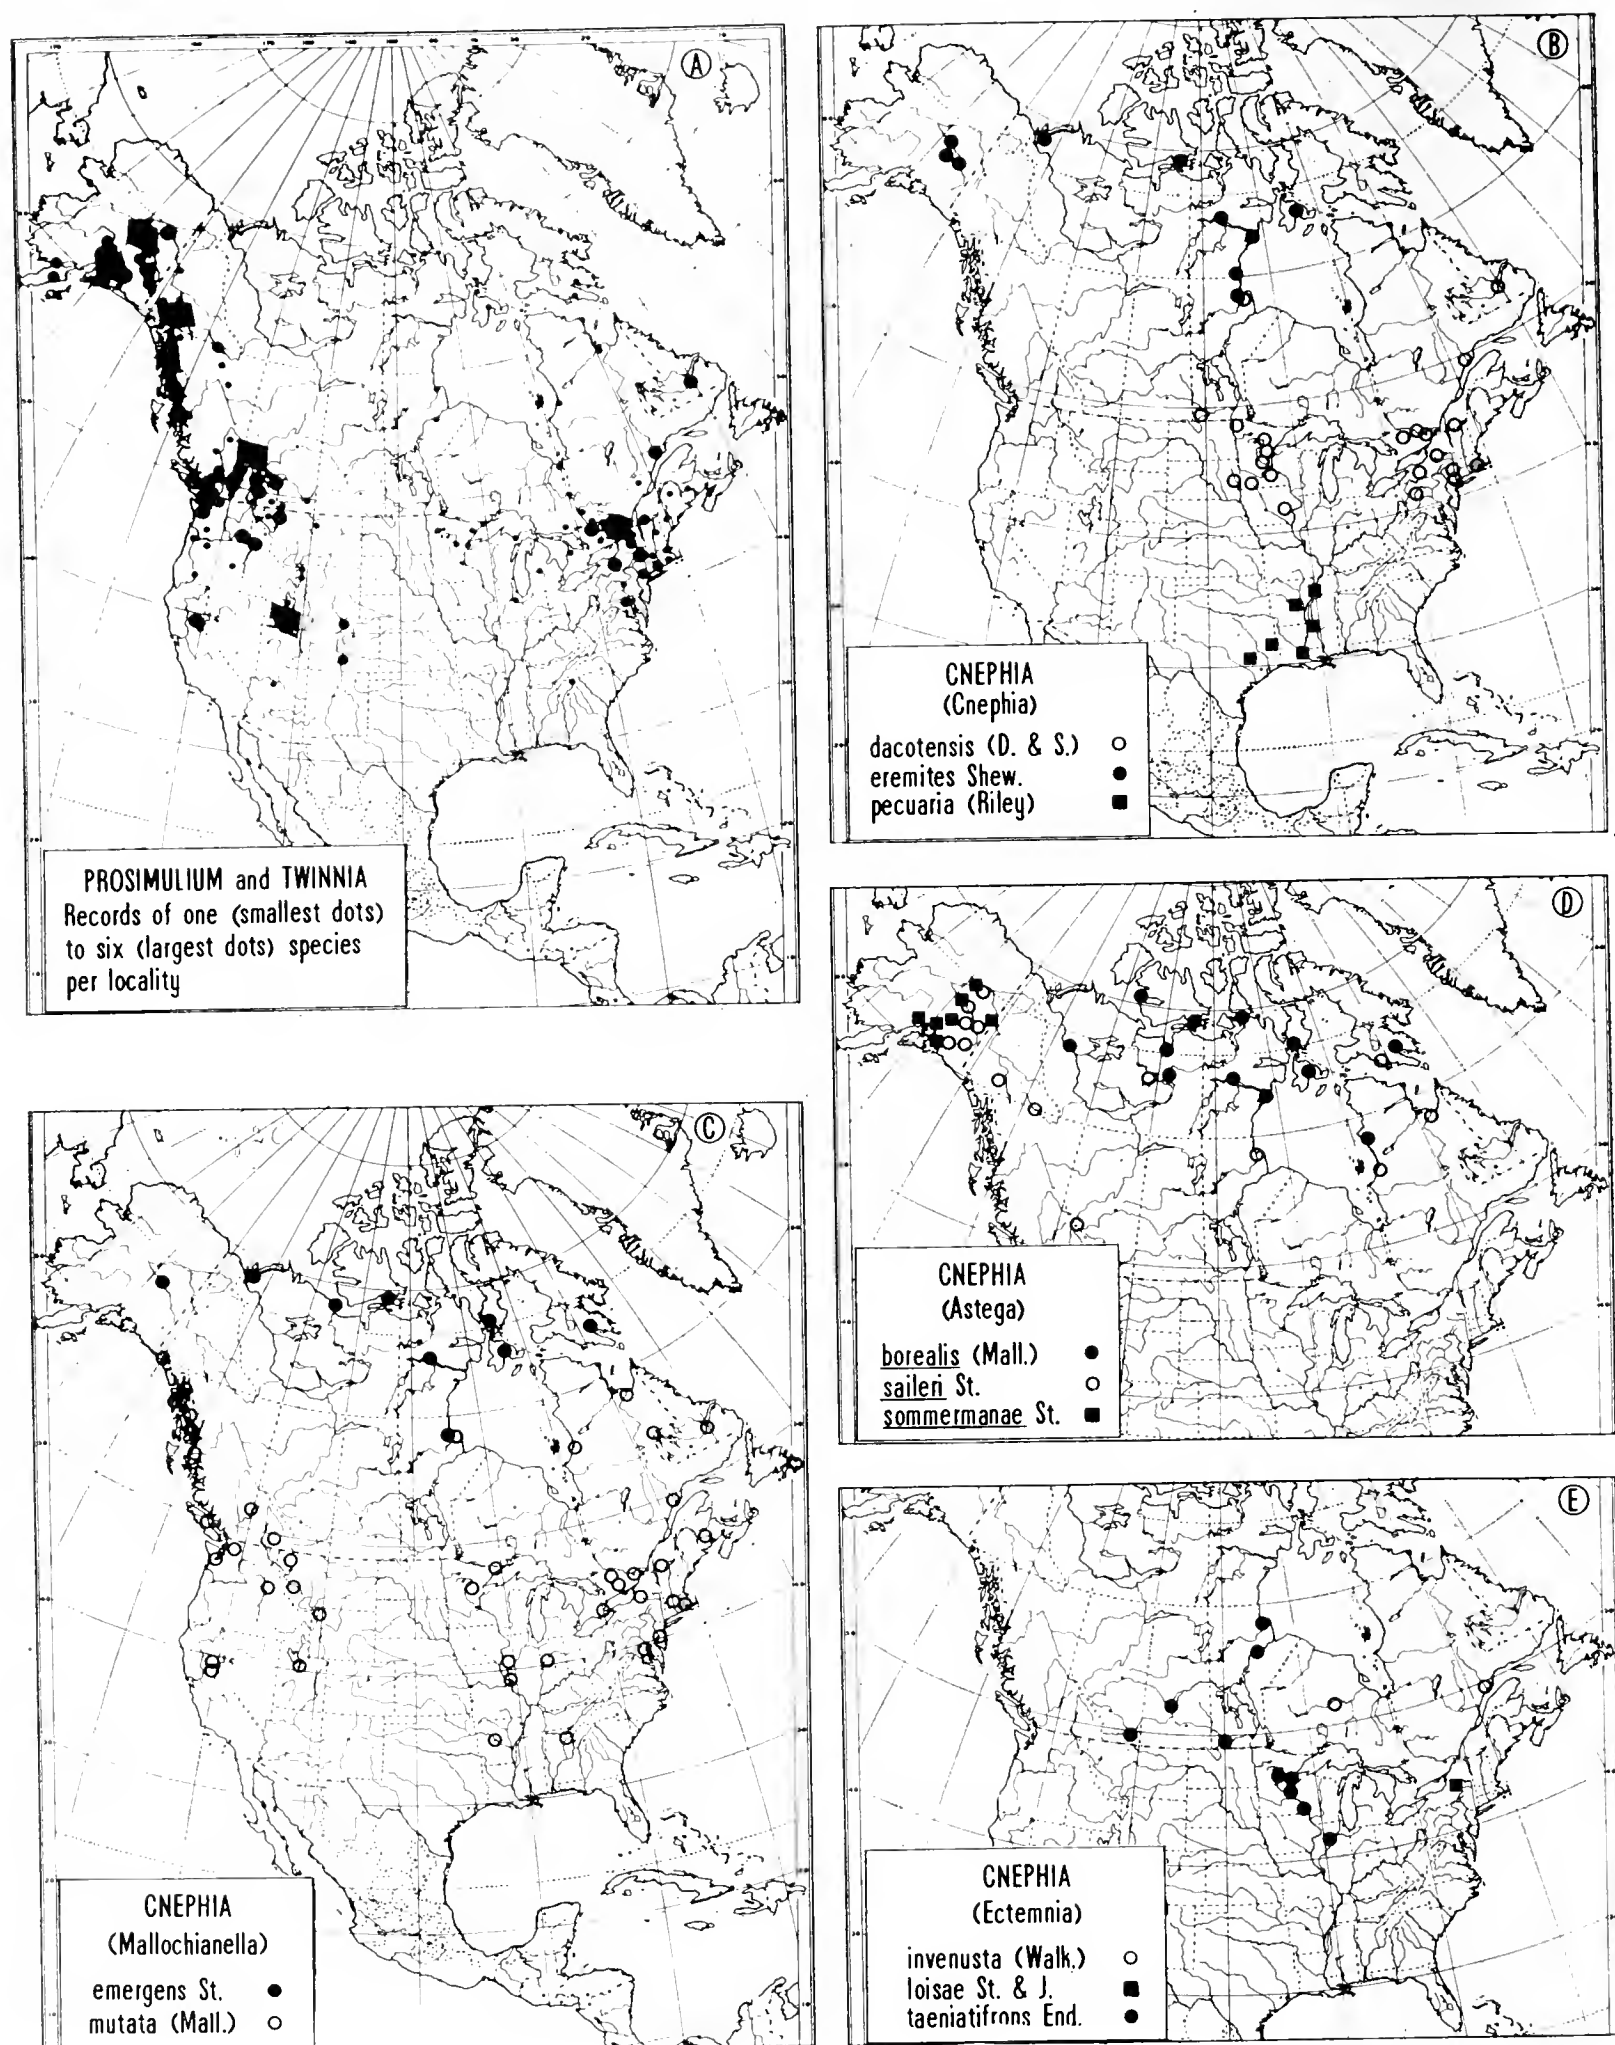 A
PROSIMULIUM and TWINNIA
Records of one (smallest dots)
to six (largest dots) species
per locality
B
CNEPHIA
(Cnephia)
dacotensis (D. & S.)
eremites Shew.
pecuaria (Riley)
C
CNEPHIA
(Mallochianella)
emergens St.
mutata (Mall.)
D
CNEPHIA
(Astega)
borealis (Mall.)
saileri St.
sommermanae St.
E
CNEPHIA
(Ectemnia)
invenusta (Walk.)
loisae St. & J.
taeniatifrons End.